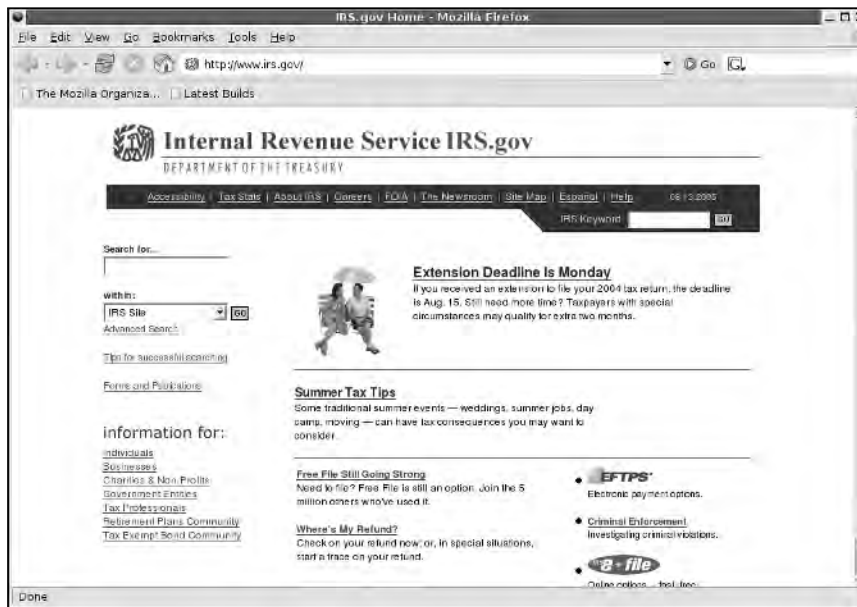 IRS.gov Home - Mozilla Firefox
File Edit View Go Bookmarks Tools Help
http://www.irs.gov/
Go
The Mozilla Organiza... Latest Builds
Internal Revenue Service IRS.gov
DEPARTMENT OF THE TREASURY
Accessibility | Tax Stats | About IRS | Careers | FOIA | The Newsroom | Site Map | Español | Help
IRS Keyword GO
Search for...
within:
IRS Site GO
Advanced Search
Tips for successful searching
Forms and Publications
information for:
Individuals
Businesses
Charities & Non-Profits
Government Entities
Tax Professionals
Retirement Plans Community
Tax Exempt Bond Community
Extension Deadline Is Monday
If you received an extension to file your 2004 tax return, the deadline
is Aug. 15. Still need more time? Taxpayers with special
circumstances may qualify for extra two months.
Summer Tax Tips
Some traditional summer events — weddings, summer jobs, day
camp, moving — can have tax consequences you may want to
consider.
Free File Still Going Strong
Need to file? Free File is still an option. Join the 5
million others who've used it.
Where's My Refund?
Check on your refund now; or, in special situations,
start a trace on your refund.
EFTPS
Electronic payment options.
Criminal Enforcement
Investigating criminal violations.
e-file
Done